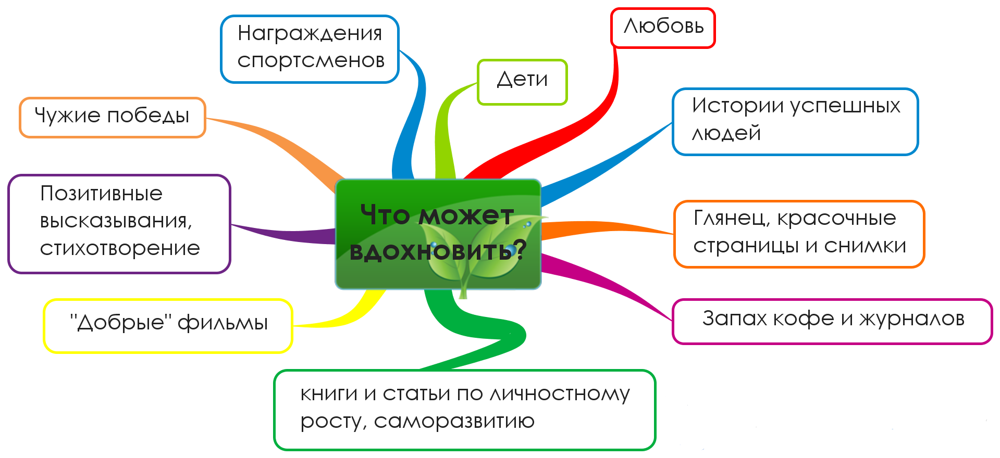 Награждения
спортсменов
Любовь
Дети
Чужие победы
Истории успешных
людей
Позитивные
высказывания,
стихотворение
Что может
вдохновить?
Глянец, красочные
страницы и снимки
"Добрые" фильмы
Запах кофе и журналов
книги и статьи по личностному
росту, саморазвитию